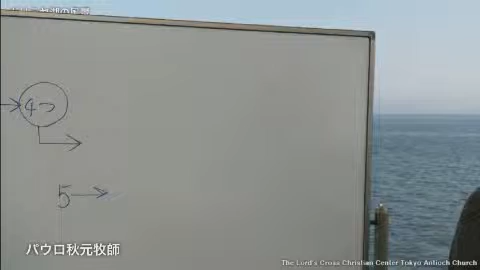 4つ
5→
パウロ秋元牧師
The Lord's Cross Christian Center Tokyo Antioch Church